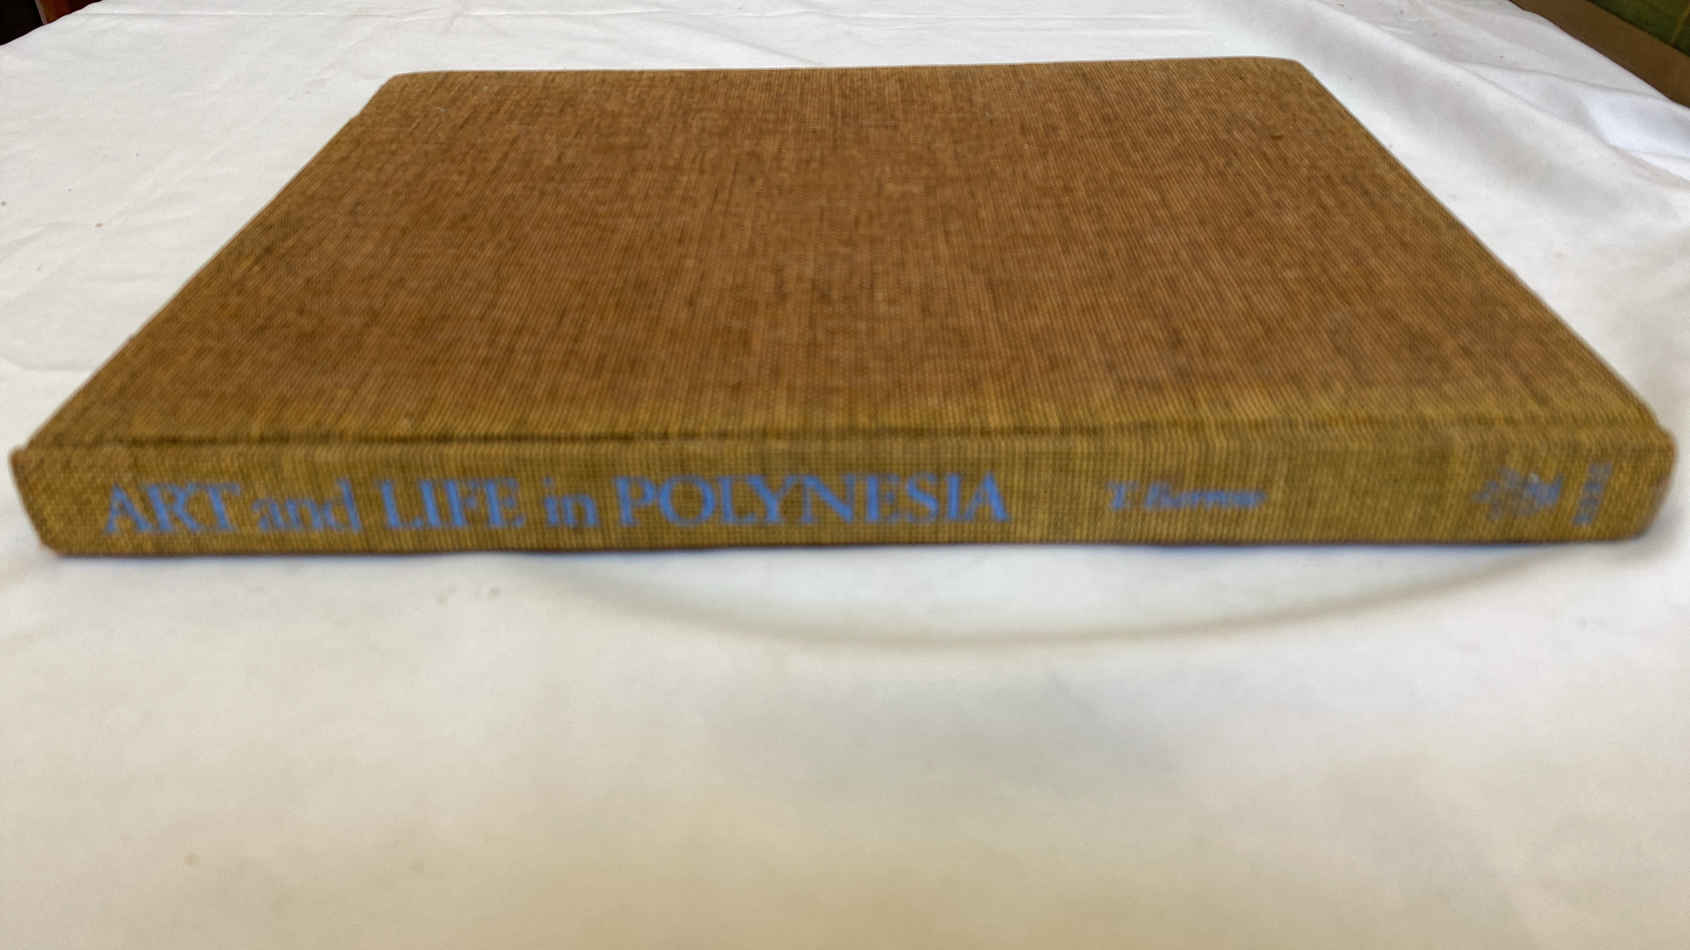 ART and LIFE in POLYNESIA T. Barrow